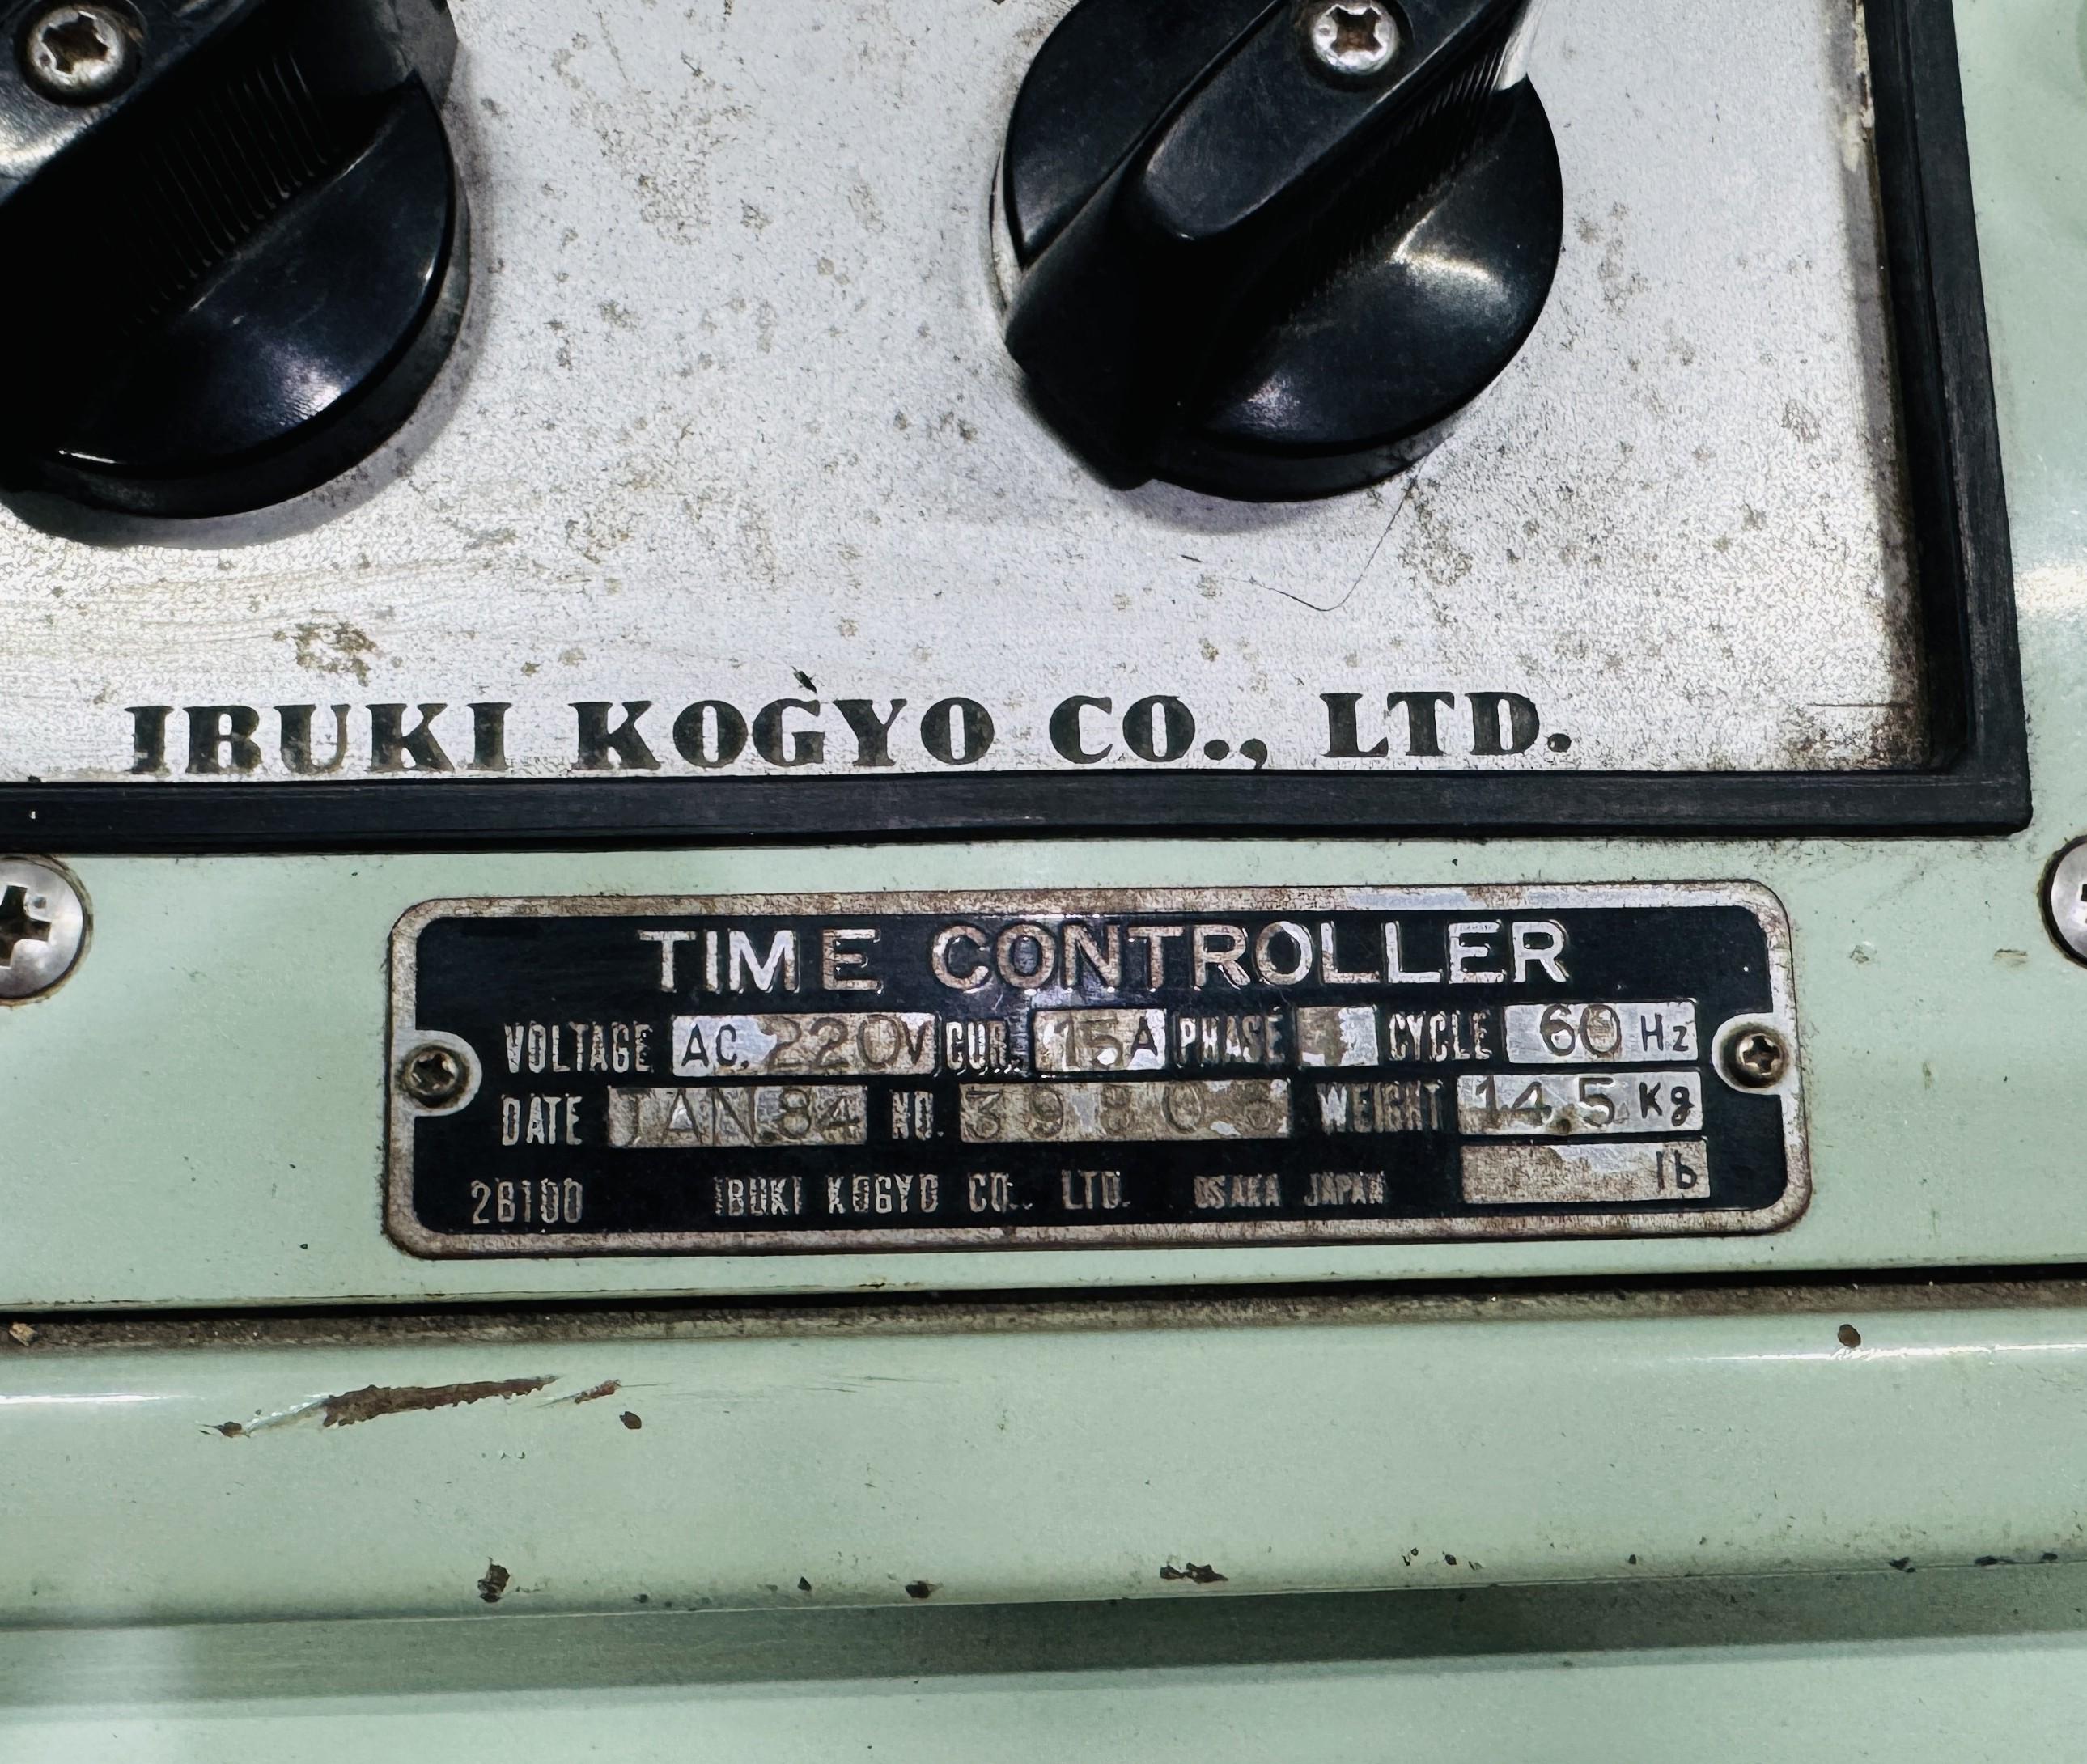 IBUKI KOGYO CO., LTD.
TIME CONTROLLER
VOLTAGE AC. 220V CUR. 15A PHASE 1 CYCLE 60 Hz
DATE JAN.84 NO. WEIGHT 14.5 Kg
lb
2B100 IBUKI KOGYO CO., LTD. OSAKA JAPAN